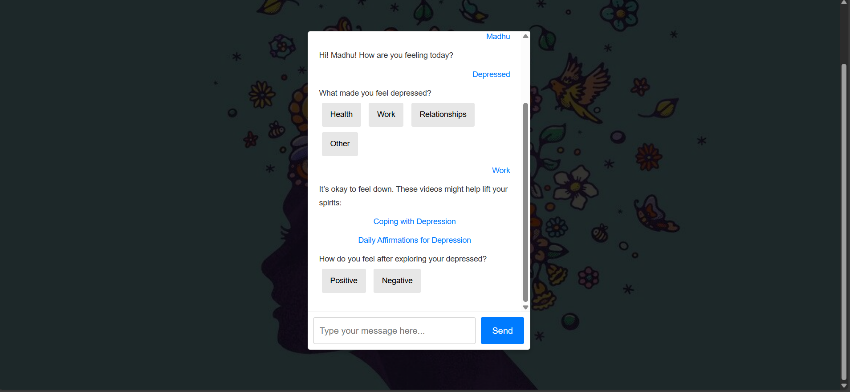 Madhu
Hi! Madhu! How are you feeling today?
Depressed
What made you feel depressed?
Health
Work
Relationships
Other
Work
It's okay to feel down. These videos might help lift your
spirits:
Coping with Depression
Daily Affirmations for Depression
How do you feel after exploring your depressed?
Positive
Negative
Type your message here...
Send